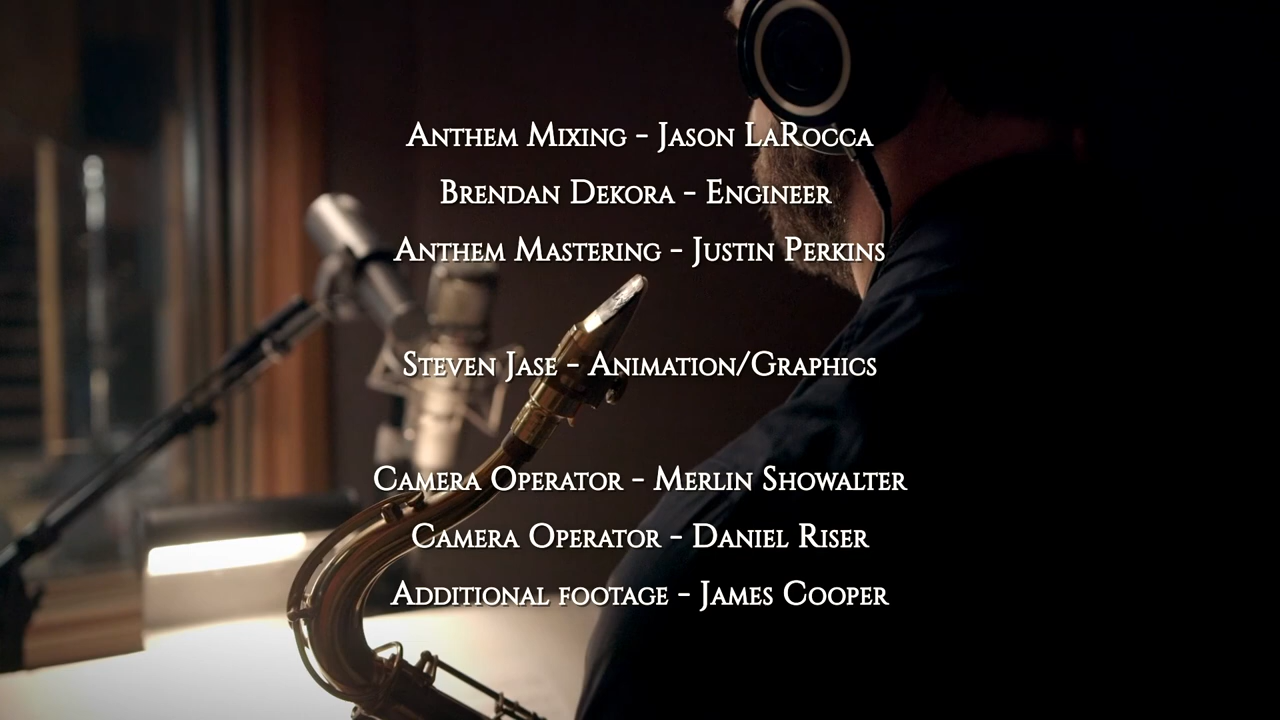 Anthem Mixing - Jason LaRocca
Brendan Dekora - Engineer
Anthem Mastering - Justin Perkins
Steven Jase - Animation/Graphics
Camera Operator - Merlin Showalter
Camera Operator - Daniel Riser
Additional footage - James Cooper